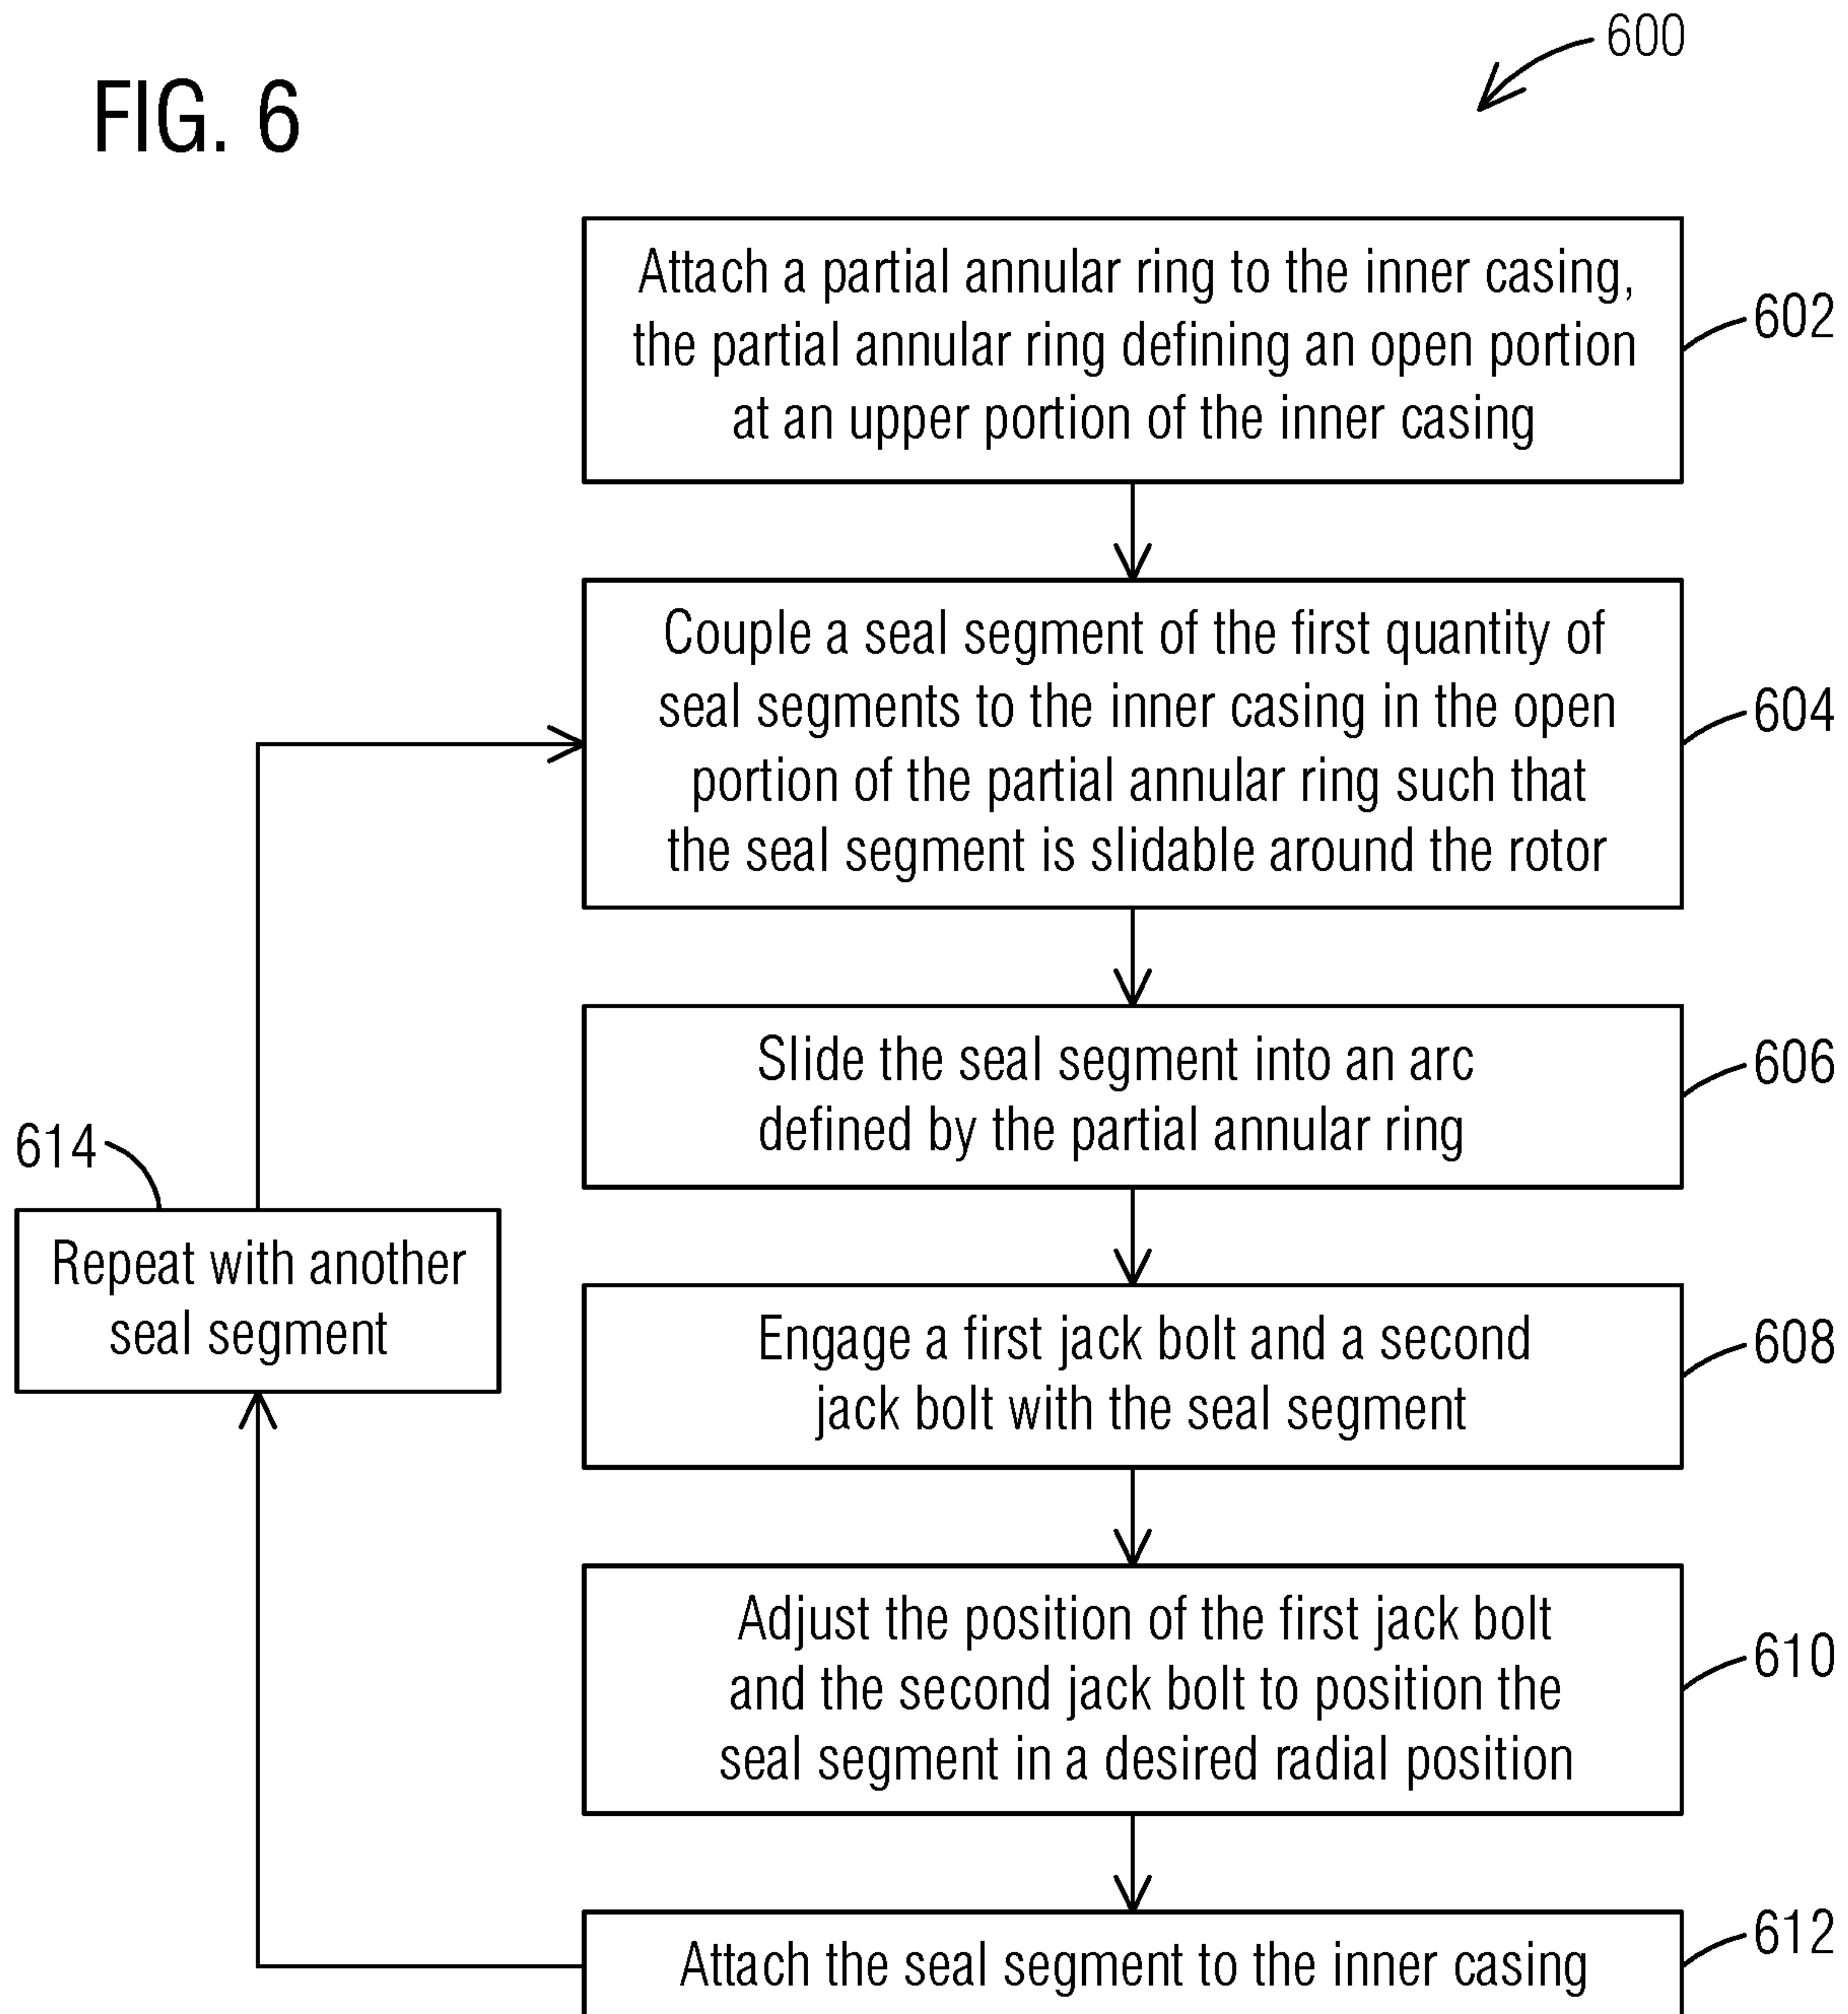 FIG. 6
600
Attach a partial annular ring to the inner casing,
the partial annular ring defining an open portion
at an upper portion of the inner casing
602
Couple a seal segment of the first quantity of
seal segments to the inner casing in the open
portion of the partial annular ring such that
the seal segment is slidable around the rotor
604
Slide the seal segment into an arc
defined by the partial annular ring
606
Engage a first jack bolt and a second
jack bolt with the seal segment
608
Adjust the position of the first jack bolt
and the second jack bolt to position the
seal segment in a desired radial position
610
Attach the seal segment to the inner casing
612
614
Repeat with another
seal segment